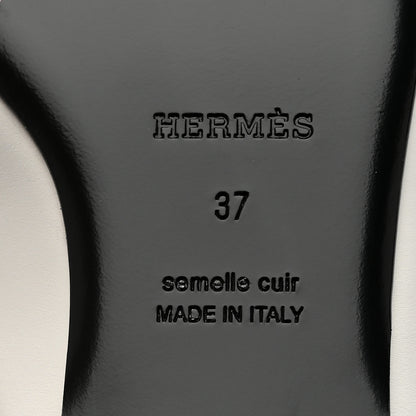 HERMÈS
37
semelle cuir
MADE IN ITALY